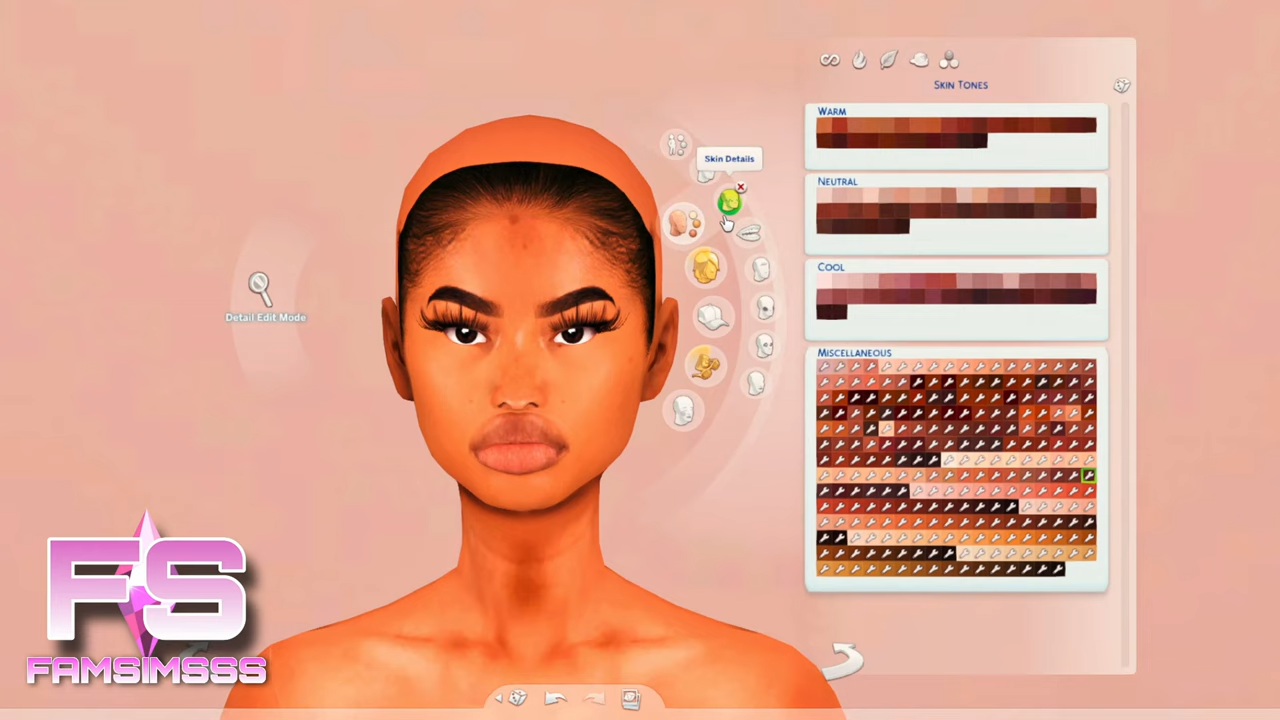 Skin Tones
Warm
Skin Details
Neutral
Cool
Detail Edit Mode
Miscellaneous
FS
FAMSIMSSS